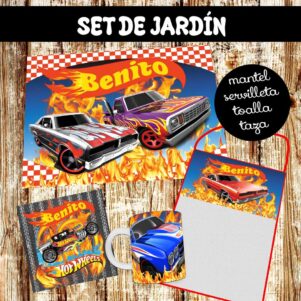 SET DE JARDÍN
Benito
mantel
servilleta
toalla
taza
Benito
Hot Wheels